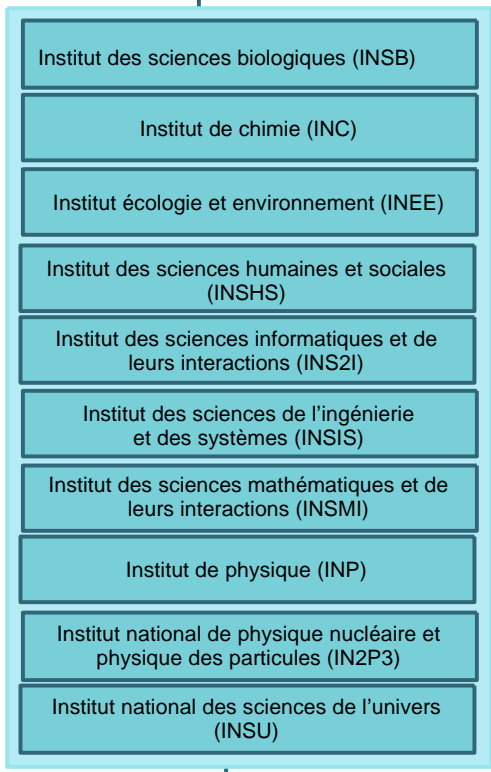 Institut des sciences biologiques (INSB)
Institut de chimie (INC)
Institut écologie et environnement (INEE)
Institut des sciences humaines et sociales
(INSHS)
Institut des sciences informatiques et de
leurs interactions (INS2I)
Institut des sciences de l’ingénierie
et des systèmes (INSIS)
Institut des sciences mathématiques et de
leurs interactions (INSMI)
Institut de physique (INP)
Institut national de physique nucléaire et
physique des particules (IN2P3)
Institut national des sciences de l’univers
(INSU)